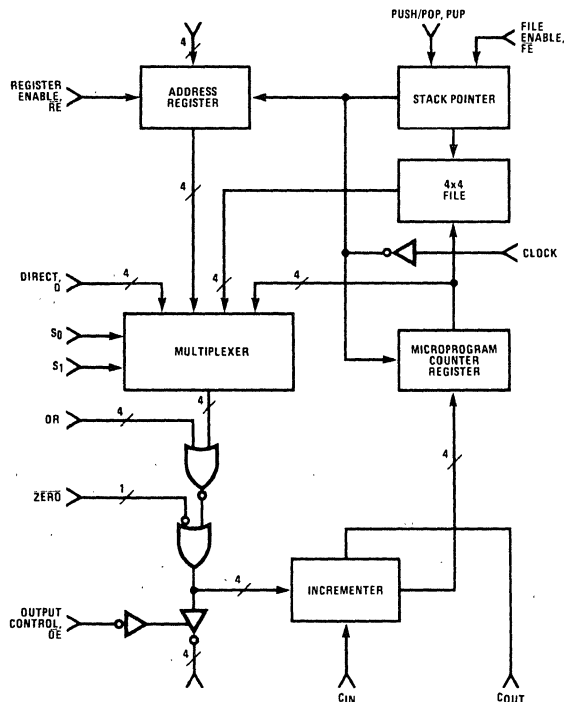 PUSH/POP, PUP
FILE
ENABLE,
FE
4
REGISTER
ENABLE,
RE
ADDRESS
REGISTER
STACK POINTER
4
4x4
FILE
CLOCK
DIRECT,
D
4
4
4
S0
S1
MULTIPLEXER
MICROPROGRAM
COUNTER
REGISTER
OR
4
4
4
ZERO
1
4
INCREMENTER
OUTPUT
CONTROL,
OE
4
CIN
COUT